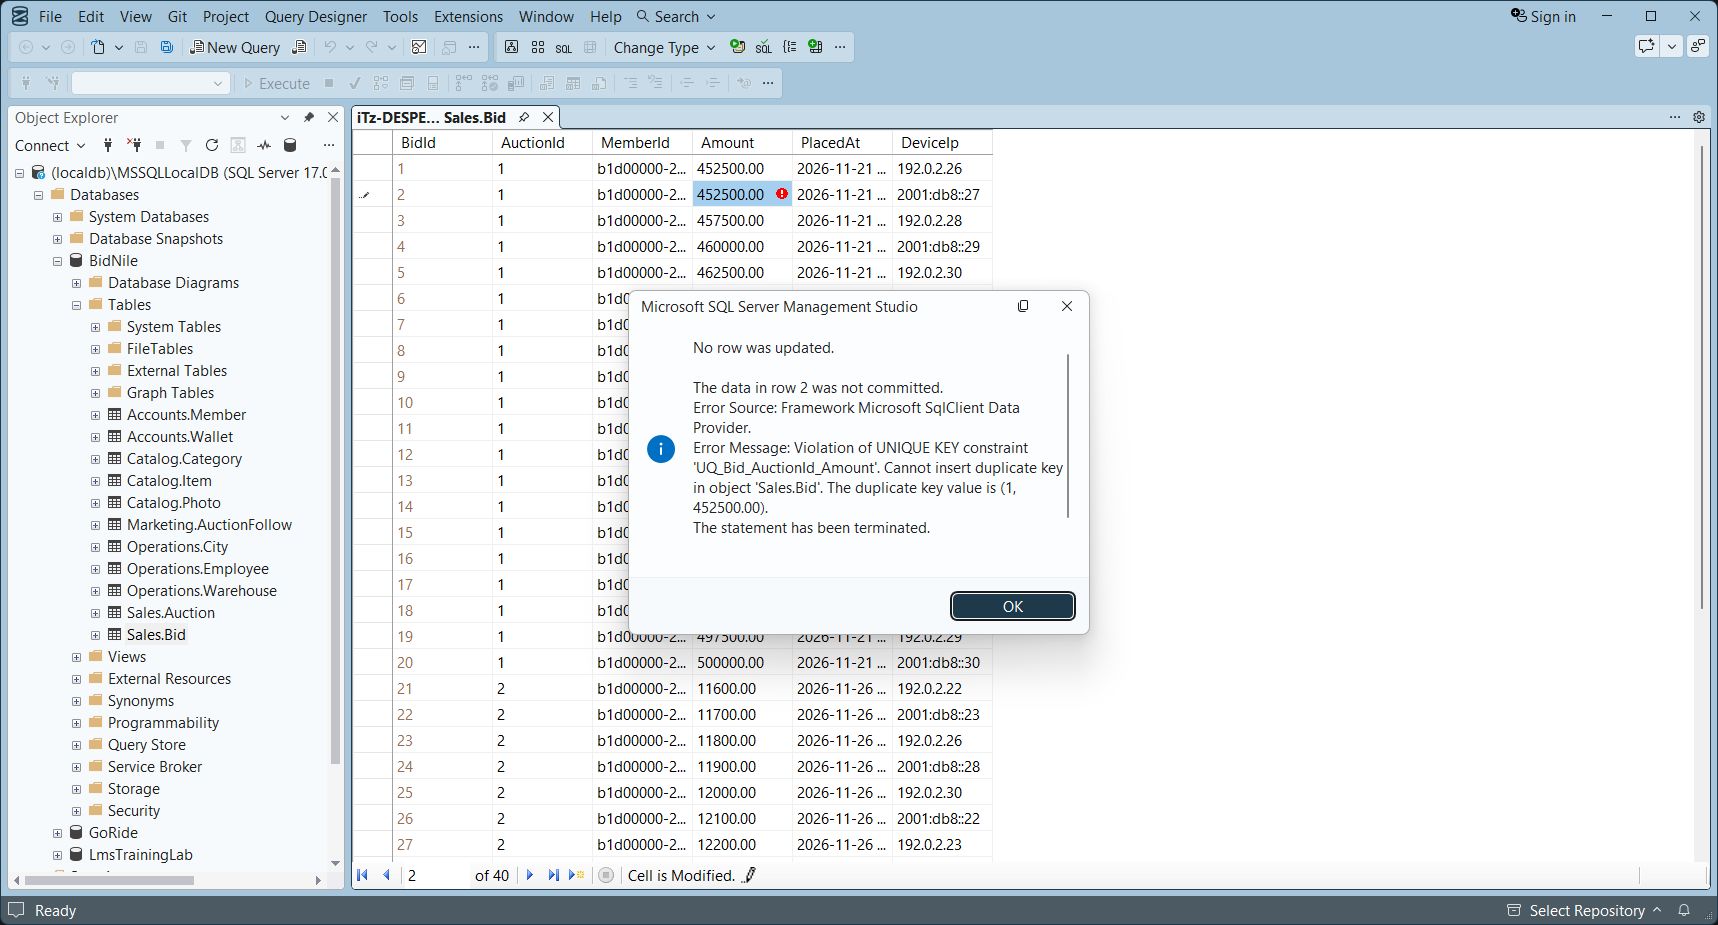 File Edit View Git Project Query Designer Tools Extensions Window Help Search Sign in
New Query SQL Change Type SQL
Execute
Object Explorer
Connect
(localdb)\MSSQLLocalDB (SQL Server 17.0
Databases
System Databases
Database Snapshots
BidNile
Database Diagrams
Tables
System Tables
FileTables
External Tables
Graph Tables
Accounts.Member
Accounts.Wallet
Catalog.Category
Catalog.Item
Catalog.Photo
Marketing.AuctionFollow
Operations.City
Operations.Employee
Operations.Warehouse
Sales.Auction
Sales.Bid
Views
External Resources
Synonyms
Programmability
Query Store
Service Broker
Storage
Security
GoRide
LmsTrainingLab
iTz-DESPE... Sales.Bid
BidId AuctionId MemberId Amount PlacedAt DeviceIp
1 1 b1d00000-2... 452500.00 2026-11-21 ... 192.0.2.26
2 1 b1d00000-2... 452500.00 2026-11-21 ... 2001:db8::27
3 1 b1d00000-2... 457500.00 2026-11-21 ... 192.0.2.28
4 1 b1d00000-2... 460000.00 2026-11-21 ... 2001:db8::29
5 1 b1d00000-2... 462500.00 2026-11-21 ... 192.0.2.30
6 1
7 1
8 1
9 1
10 1
11 1
12 1
13 1
14 1
15 1
16 1
17 1
18 1
19 1 b1d00000-2... 497500.00 2026-11-21 ... 192.0.2.29
20 1 b1d00000-2... 500000.00 2026-11-21 ... 2001:db8::30
21 2 b1d00000-2... 11600.00 2026-11-26 ... 192.0.2.22
22 2 b1d00000-2... 11700.00 2026-11-26 ... 2001:db8::23
23 2 b1d00000-2... 11800.00 2026-11-26 ... 192.0.2.26
24 2 b1d00000-2... 11900.00 2026-11-26 ... 2001:db8::28
25 2 b1d00000-2... 12000.00 2026-11-26 ... 192.0.2.30
26 2 b1d00000-2... 12100.00 2026-11-26 ... 2001:db8::22
27 2 b1d00000-2... 12200.00 2026-11-26 ... 192.0.2.23
Microsoft SQL Server Management Studio
No row was updated.
The data in row 2 was not committed.
Error Source: Framework Microsoft SqlClient Data
Provider.
Error Message: Violation of UNIQUE KEY constraint
'UQ_Bid_AuctionId_Amount'. Cannot insert duplicate key
in object 'Sales.Bid'. The duplicate key value is (1,
452500.00).
The statement has been terminated.
OK
2 of 40 Cell is Modified.
Ready Select Repository